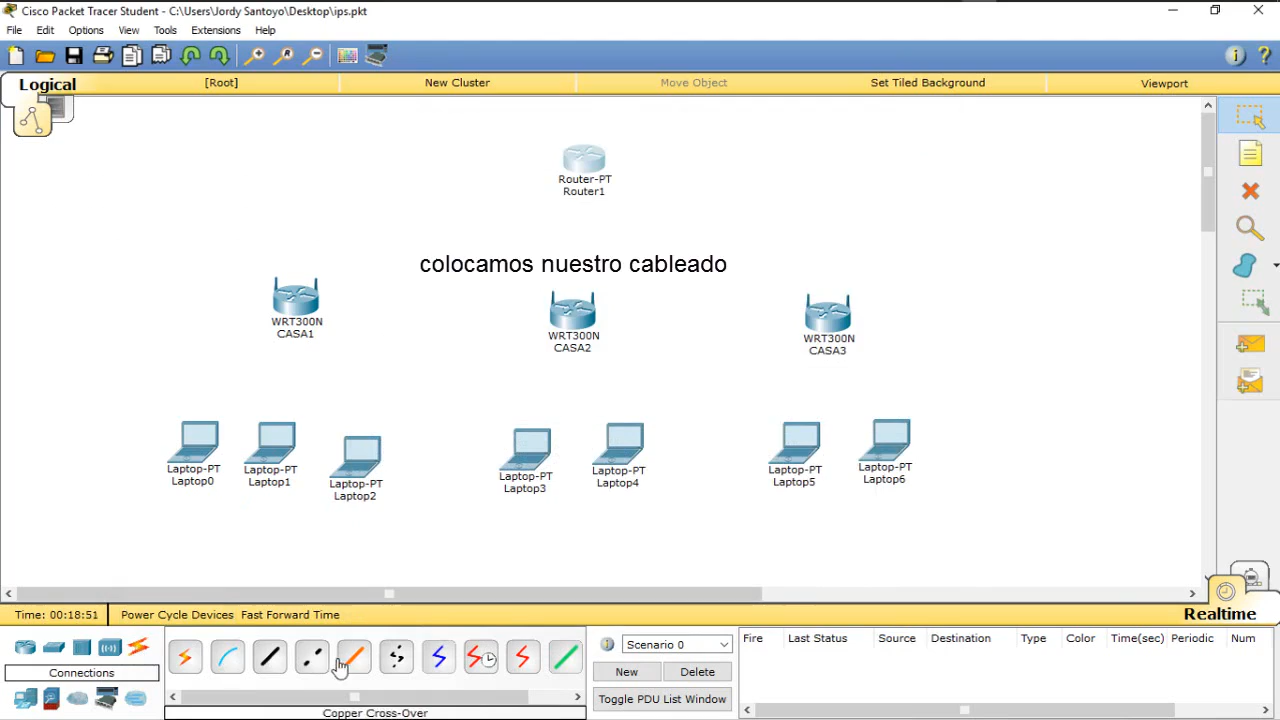 Cisco Packet Tracer Student - C:\Users\Jordy Santoyo\Desktop\ips.pkt
File Edit Options View Tools Extensions Help
Logical [Root] New Cluster Move Object Set Tiled Background Viewport
Router-PT
Router1
colocamos nuestro cableado
WRT300N
CASA1
WRT300N
CASA2
WRT300N
CASA3
Laptop-PT
Laptop0
Laptop-PT
Laptop1
Laptop-PT
Laptop2
Laptop-PT
Laptop3
Laptop-PT
Laptop4
Laptop-PT
Laptop5
Laptop-PT
Laptop6
Time: 00:18:51 Power Cycle Devices Fast Forward Time Realtime
Scenario 0
Fire Last Status Source Destination Type Color Time(sec) Periodic Num
Connections
New Delete
Toggle PDU List Window
Copper Cross-Over